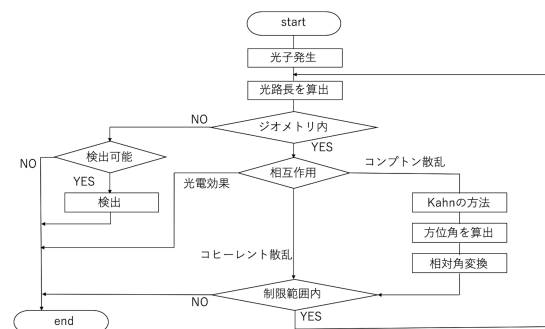 start
光子発生
光路長を算出
NO
ジオメトリ内
YES
NO
検出可能
相互作用
コンプトン散乱
YES
光電効果
検出
Kahnの方法
方位角を算出
コヒーレント散乱
相対角変換
制限範囲内
NO
YES
end